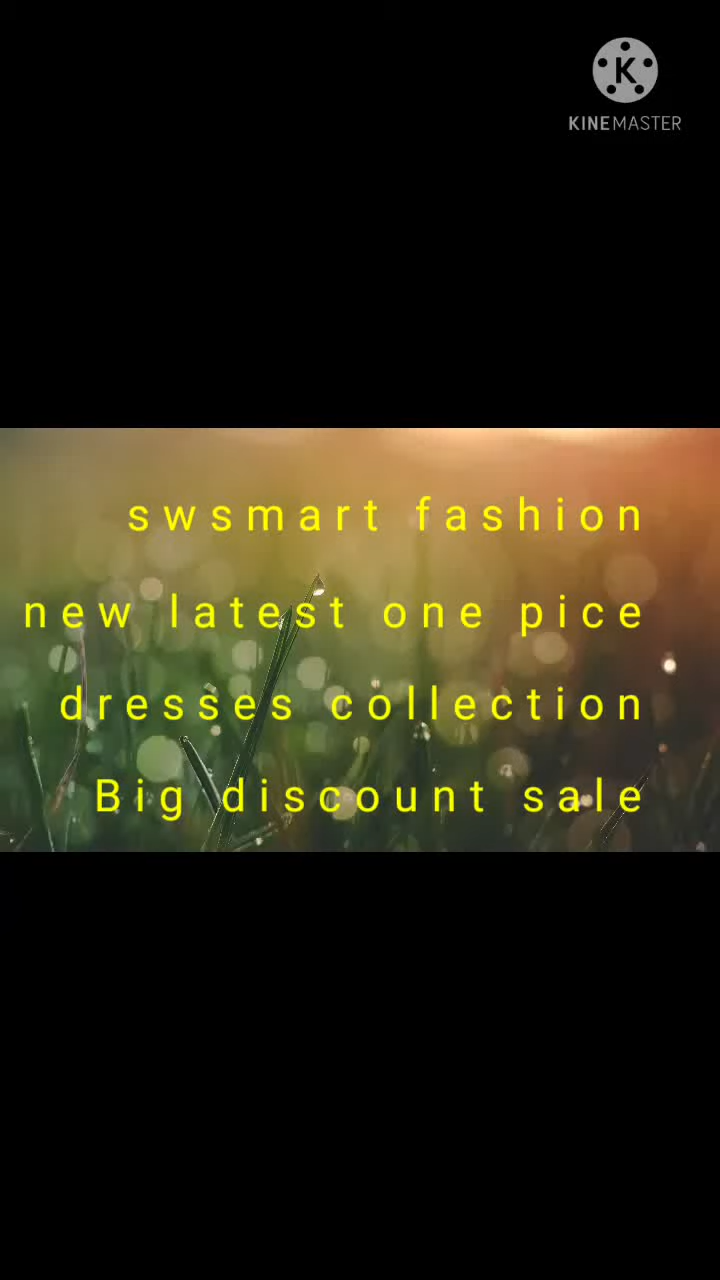 KINEMASTER
swsmart fashion
new latest one pice
dresses collection
Big discount sale